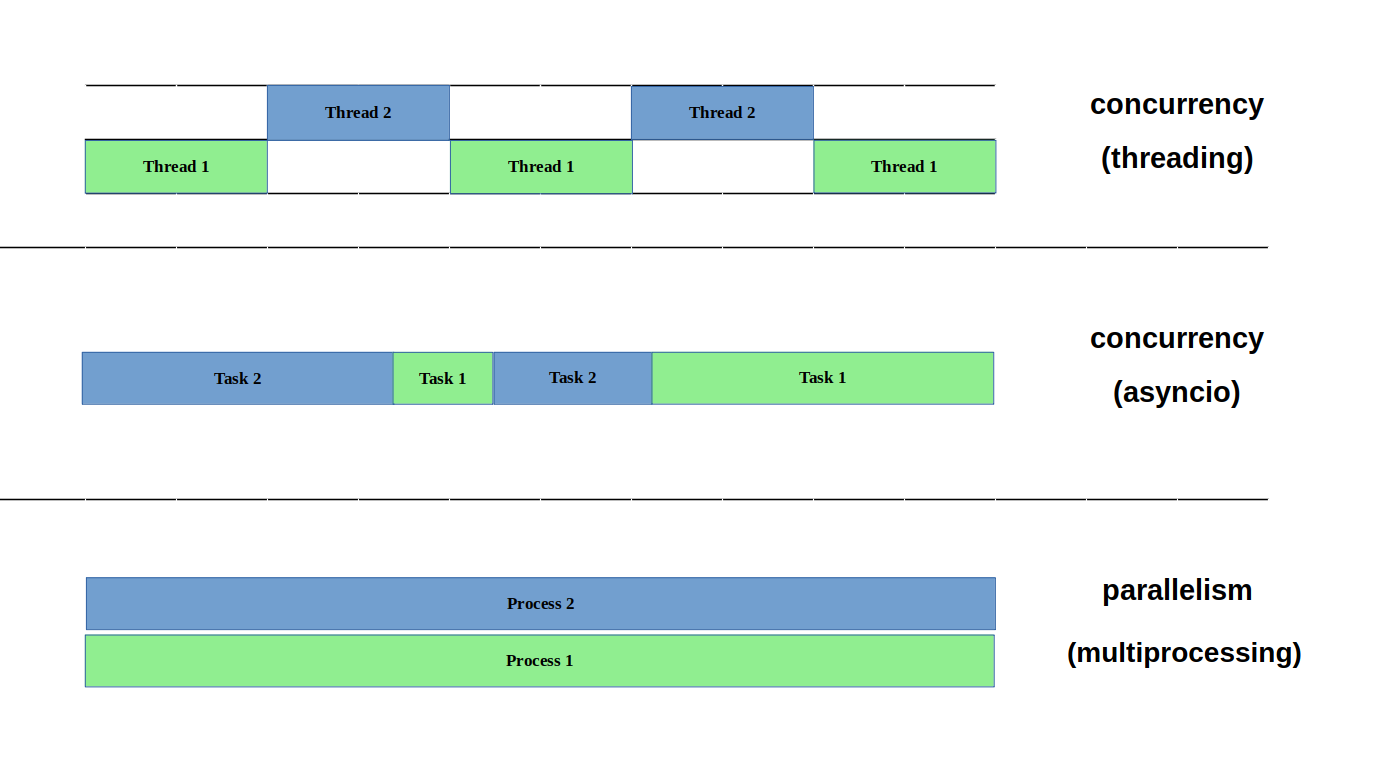 Thread 2
Thread 2
concurrency
Thread 1
Thread 1
Thread 1
(threading)
concurrency
Task 2
Task 1
Task 2
Task 1
(asyncio)
Process 2
parallelism
Process 1
(multiprocessing)